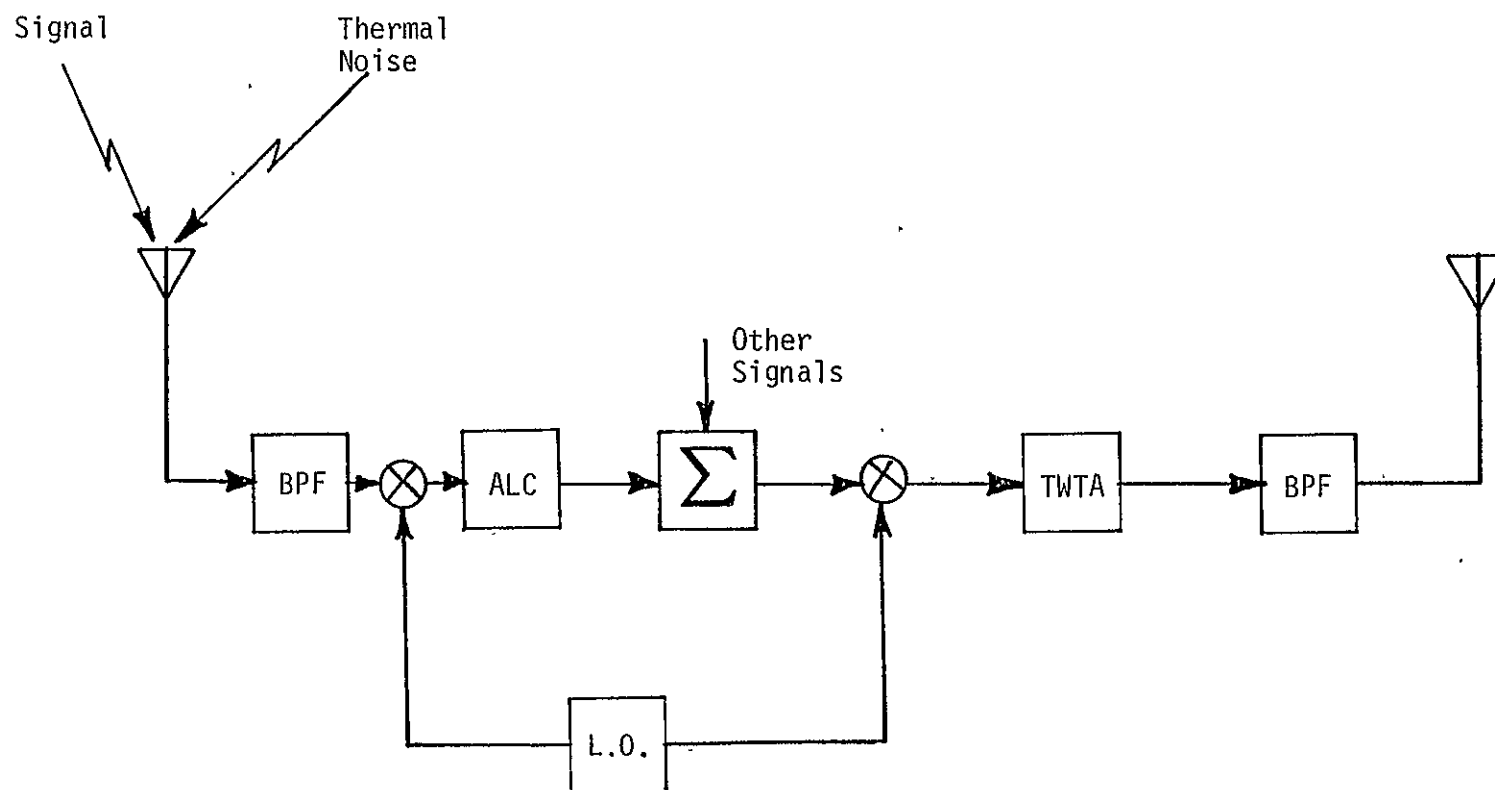 Signal
Thermal
Noise
Other
Signals
BPF
ALC
Σ
TWTA
BPF
L.O.